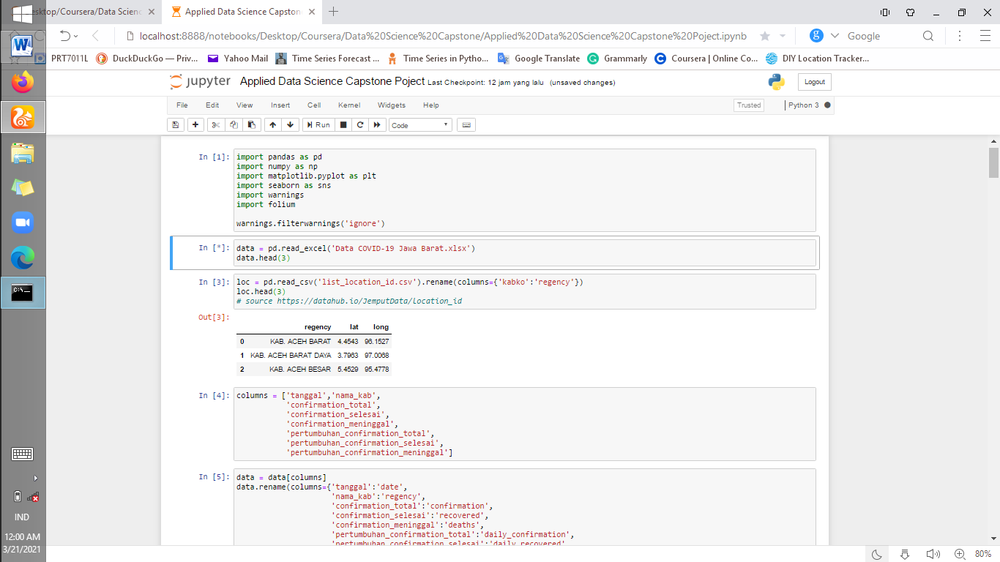 esktop/Coursera/Data Scienc
Applied Data Science Capston
localhost:8888/notebooks/Desktop/Coursera/Data%20Science%20Capstone/Applied%20Data%20Science%20Capstone%20Poject.ipynb
Google
PRT7011L
DuckDuckGo — Priv...
Yahoo Mail
Time Series Forecast ...
Time Series in Pytho...
Google Translate
Grammarly
Coursera | Online Co...
DIY Location Tracker...
jupyter Applied Data Science Capstone Poject Last Checkpoint: 12 jam yang lalu (unsaved changes)
Logout
File Edit View Insert Cell Kernel Widgets Help
Trusted
Python 3
Run
Code
In [1]: import pandas as pd
import numpy as np
import matplotlib.pyplot as plt
import seaborn as sns
import warnings
import folium
warnings.filterwarnings('ignore')
In [*]: data = pd.read_excel('Data COVID-19 Jawa Barat.xlsx')
data.head(3)
In [3]: loc = pd.read_csv('list_location_id.csv').rename(columns={'kabko':'regency'})
loc.head(3)
# source https://datahub.io/JemputData/location_id
Out[3]:
regency lat long
0 KAB. ACEH BARAT 4.4543 96.1527
1 KAB. ACEH BARAT DAYA 3.7963 97.0068
2 KAB. ACEH BESAR 5.4529 95.4778
In [4]: columns = ['tanggal','nama_kab',
'confirmation_total',
'confirmation_selesai',
'confirmation_meninggal',
'pertumbuhan_confirmation_total',
'pertumbuhan_confirmation_selesai',
'pertumbuhan_confirmation_meninggal']
In [5]: data = data[columns]
data.rename(columns={'tanggal':'date',
'nama_kab':'regency',
'confirmation_total':'confirmation',
'confirmation_selesai':'recovered',
'confirmation_meninggal':'deaths',
'pertumbuhan_confirmation_total':'daily_confirmation',
'pertumbuhan_confirmation_selesai':'daily_recovered',
IND
12:00 AM
3/21/2021
80%